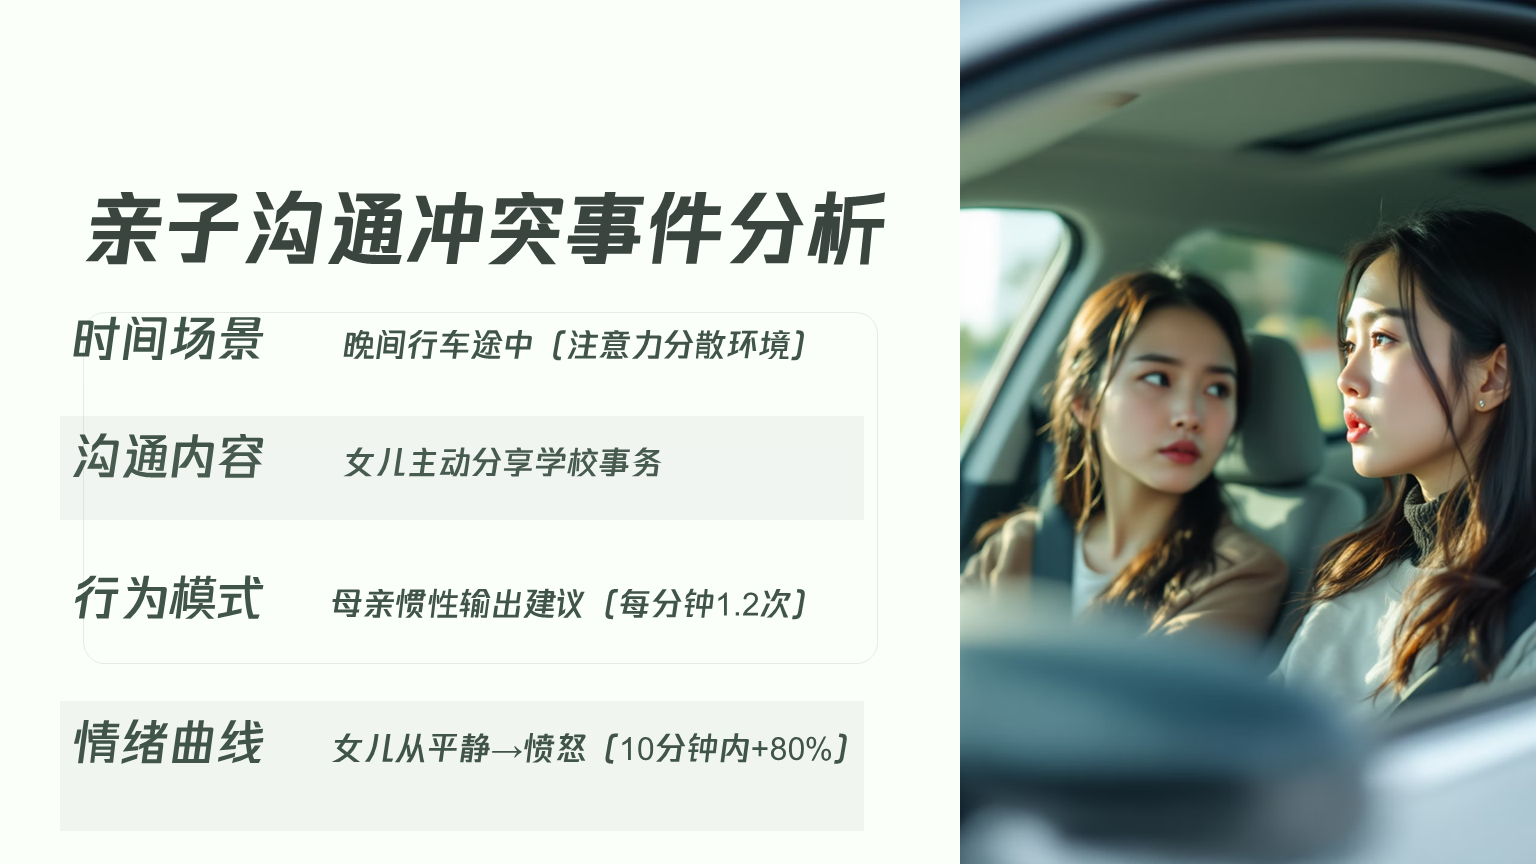 亲子沟通冲突事件分析
时间场景 晚间行车途中（注意力分散环境）
沟通内容 女儿主动分享学校事务
行为模式 母亲惯性输出建议（每分钟1.2次）
情绪曲线 女儿从平静→愤怒（10分钟内+80%）